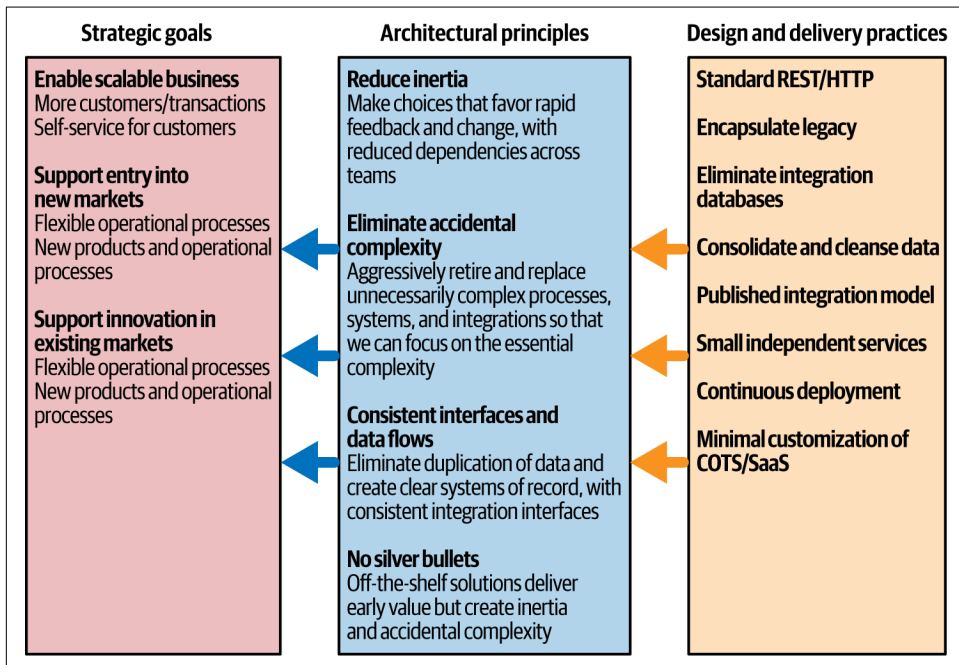 Strategic goals
Enable scalable business
More customers/transactions
Self-service for customers
Support entry into
new markets
Flexible operational processes
New products and operational
processes
Support innovation in
existing markets
Flexible operational processes
New products and operational
processes
Architectural principles
Reduce inertia
Make choices that favor rapid
feedback and change, with
reduced dependencies across
teams
Eliminate accidental
complexity
Aggressively retire and replace
unnecessarily complex processes,
systems, and integrations so that
we can focus on the essential
complexity
Consistent interfaces and
data flows
Eliminate duplication of data and
create clear systems of record, with
consistent integration interfaces
No silver bullets
Off-the-shelf solutions deliver
early value but create inertia
and accidental complexity
Design and delivery practices
Standard REST/HTTP
Encapsulate legacy
Eliminate integration
databases
Consolidate and cleanse data
Published integration model
Small independent services
Continuous deployment
Minimal customization of
COTS/SaaS